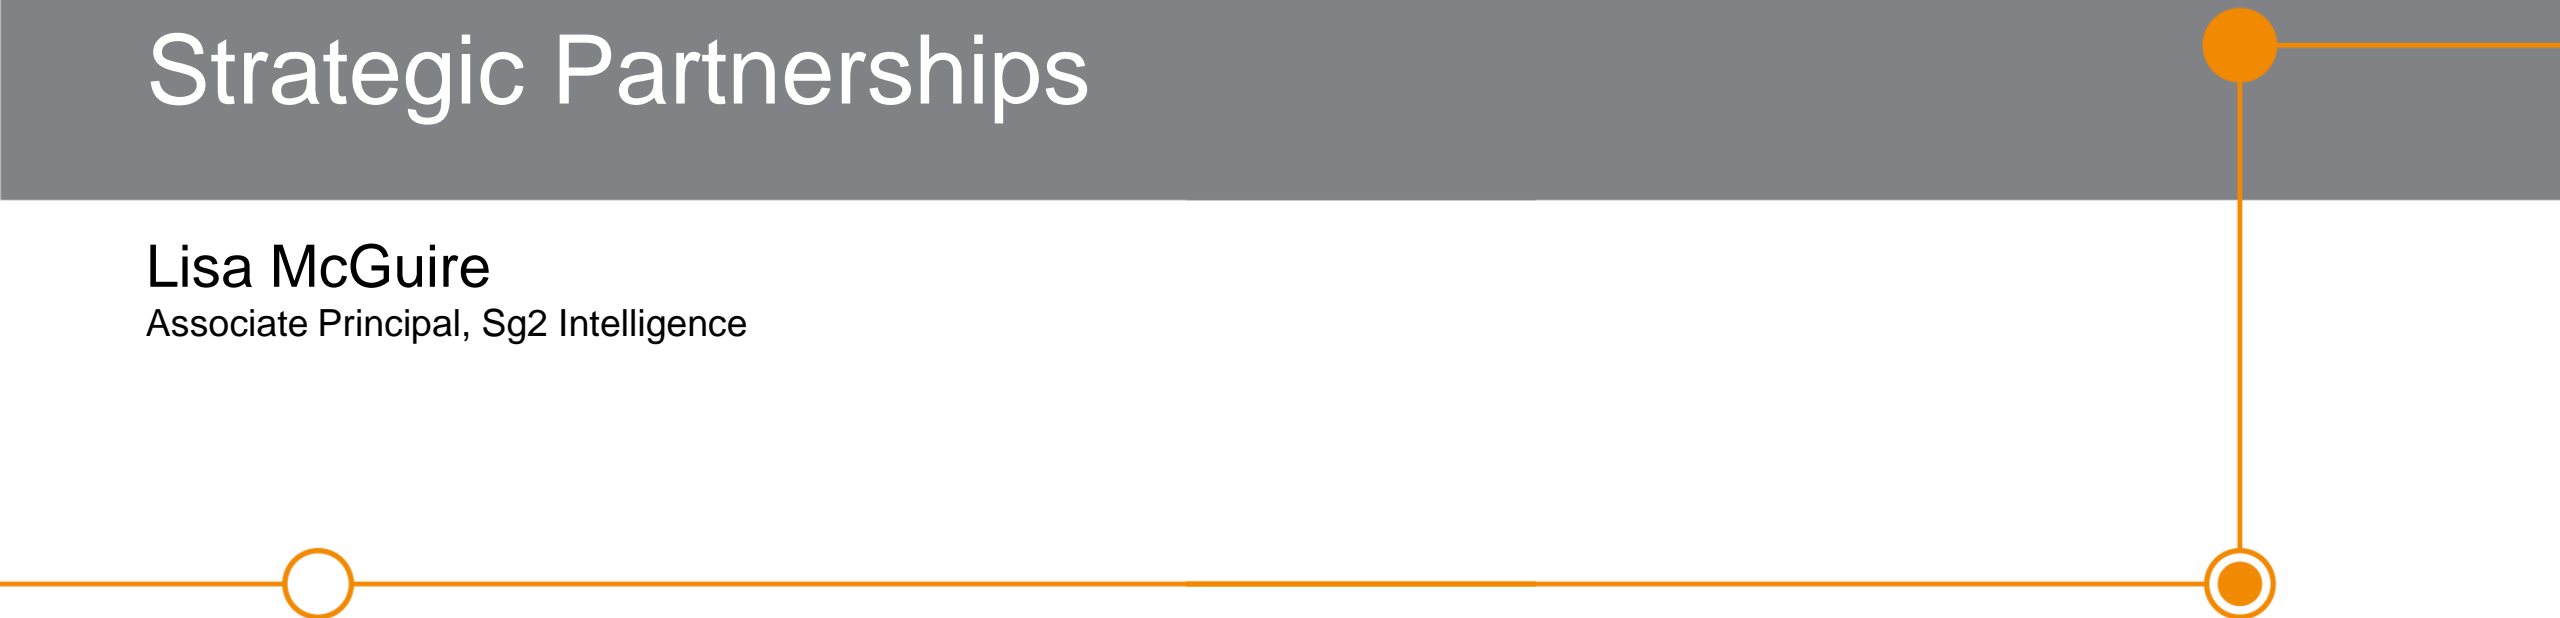 Strategic Partnerships
Lisa McGuire
Associate Principal, Sg2 Intelligence